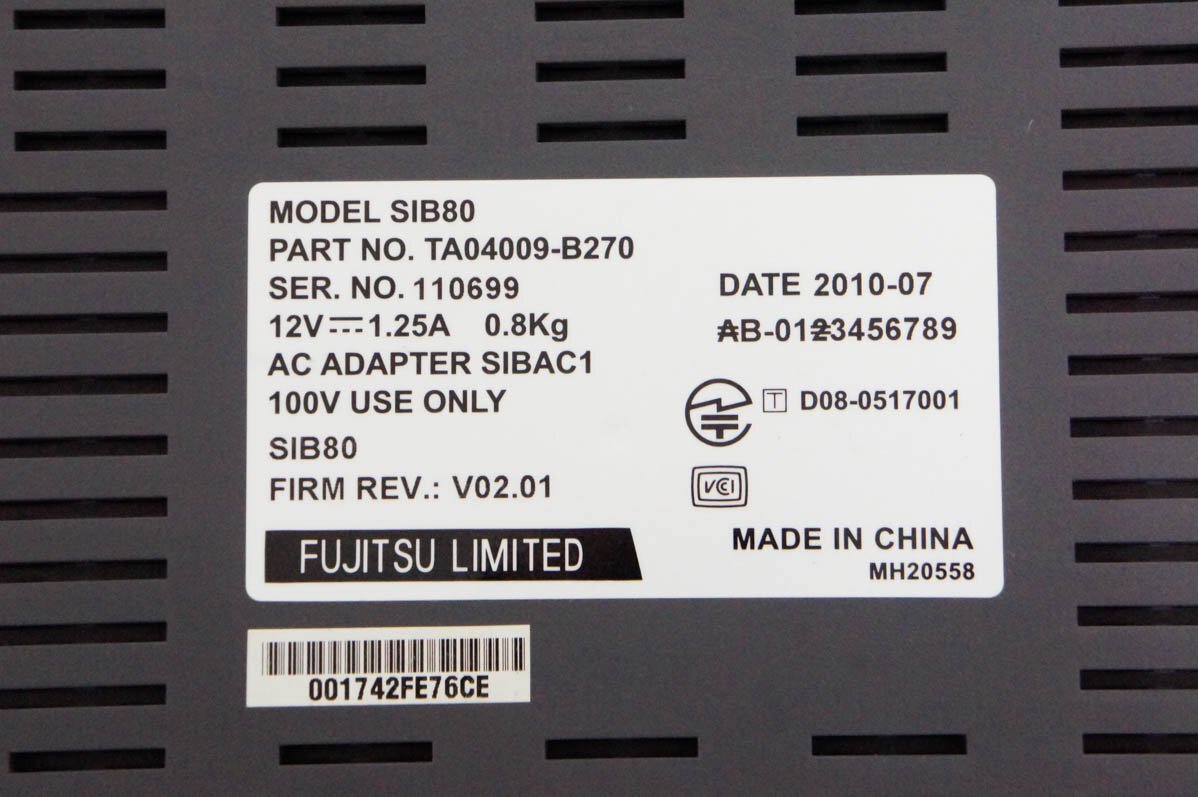 MODEL SIB80
PART NO. TA04009-B270
SER. NO. 110699
DATE 2010-07
12V⎓1.25A 0.8Kg
AB-0123456789
AC ADAPTER SIBAC1
100V USE ONLY
T D08-0517001
SIB80
VCCI
FIRM REV.: V02.01
FUJITSU LIMITED
MADE IN CHINA
MH20558
001742FE76CE